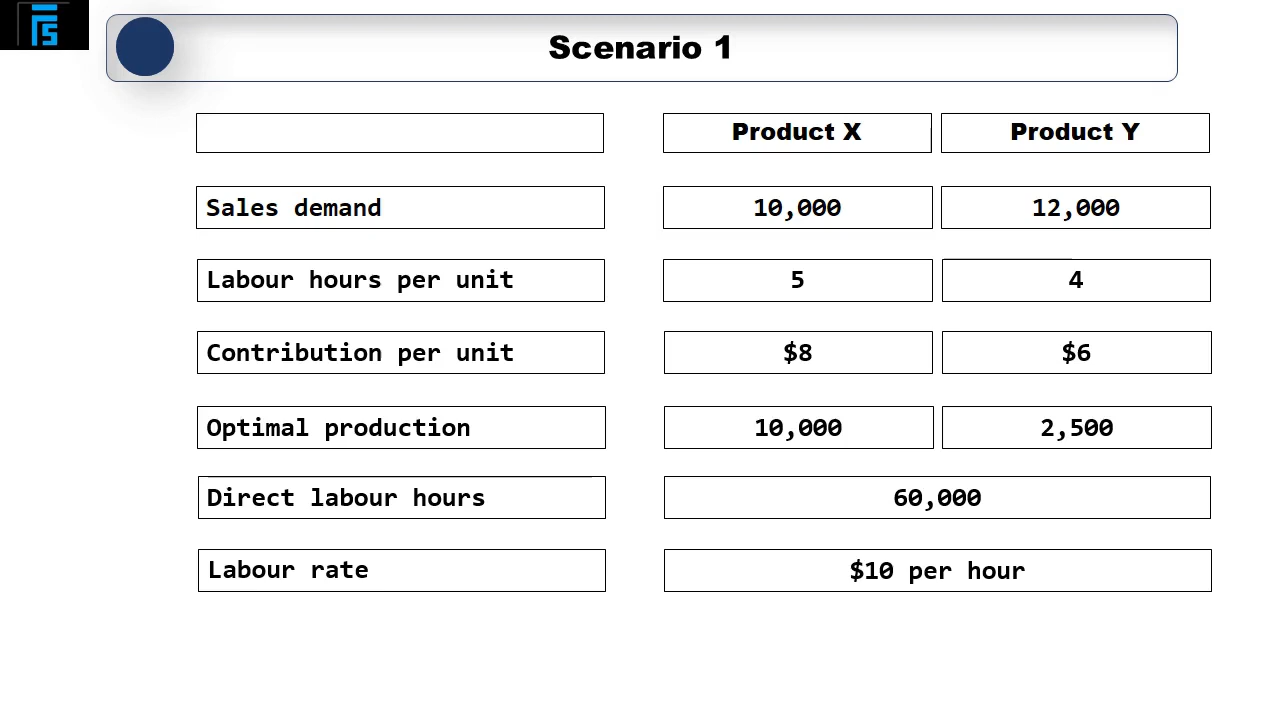 Scenario 1
Product X Product Y
Sales demand 10,000 12,000
Labour hours per unit 5 4
Contribution per unit $8 $6
Optimal production 10,000 2,500
Direct labour hours 60,000
Labour rate $10 per hour